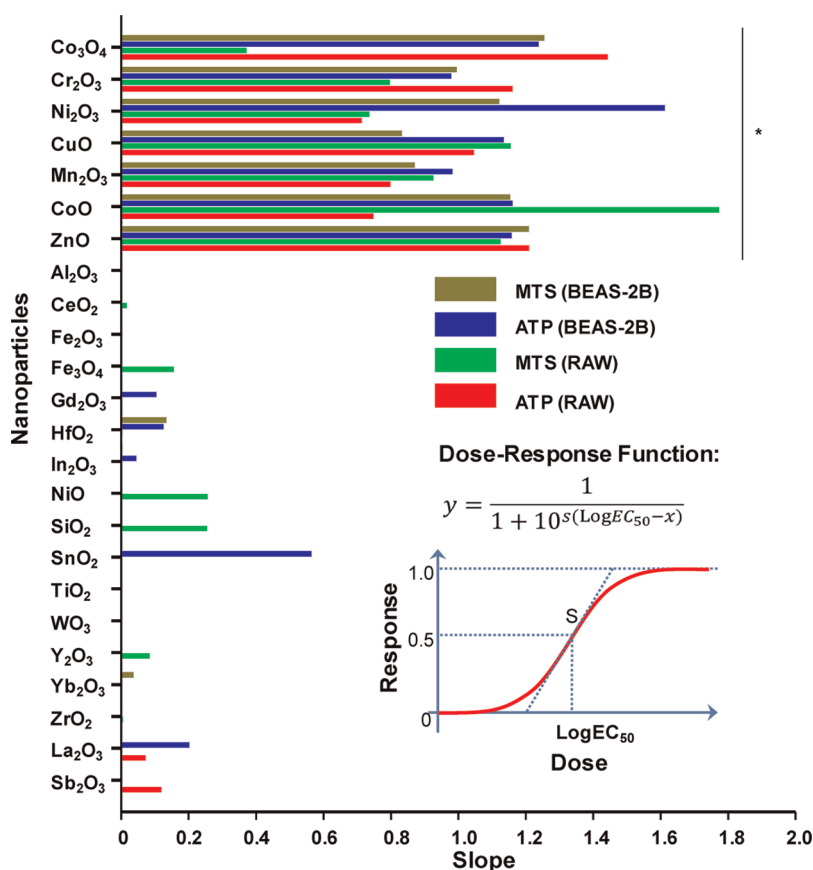 Nanoparticles
Co₃O₄
Cr₂O₃
Ni₂O₃
CuO
Mn₂O₃
CoO
ZnO
Al₂O₃
CeO₂
Fe₂O₃
Fe₃O₄
Gd₂O₃
HfO₂
In₂O₃
NiO
SiO₂
SnO₂
TiO₂
WO₃
Y₂O₃
Yb₂O₃
ZrO₂
La₂O₃
Sb₂O₃
0 0.2 0.4 0.6 0.8 1.0 1.2 1.4 1.6 1.8 2.0
Slope
*
MTS (BEAS-2B)
ATP (BEAS-2B)
MTS (RAW)
ATP (RAW)
Dose-Response Function:
y = 1 / (1 + 10^{s(LogEC₅₀−x)})
Response
1.0
0.5
0
S
LogEC₅₀
Dose